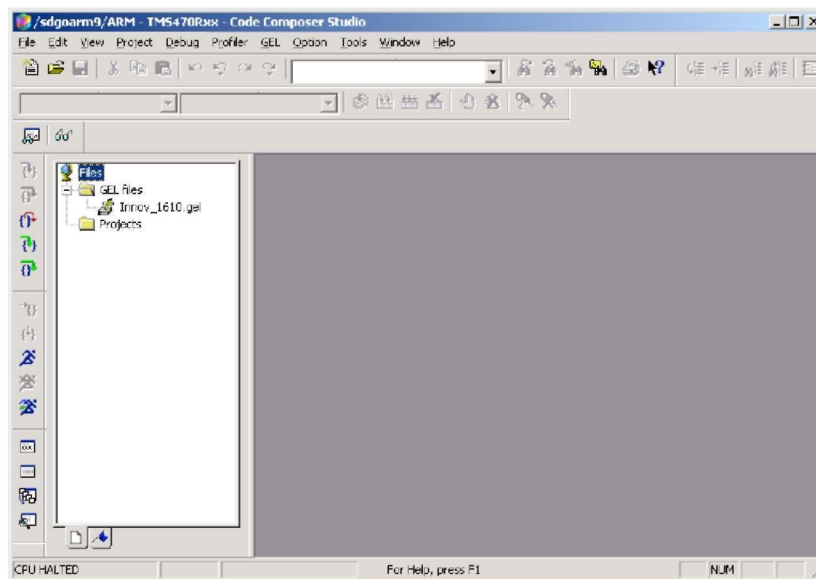 /sdgoarm9/ARM - TMS470Rxx - Code Composer Studio
File Edit View Project Debug Profiler GEL Option Tools Window Help
Files
GEL files
Innov_1610.gel
Projects
CPU HALTED
For Help, press F1
NUM